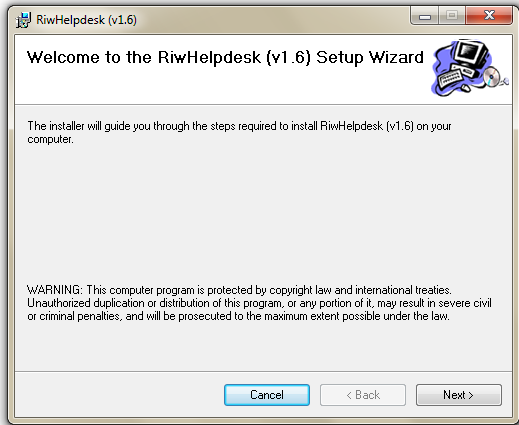 RiwHelpdesk (v1.6)
Welcome to the RiwHelpdesk (v1.6) Setup Wizard
The installer will guide you through the steps required to install RiwHelpdesk (v1.6) on your
computer.
WARNING: This computer program is protected by copyright law and international treaties.
Unauthorized duplication or distribution of this program, or any portion of it, may result in severe civil
or criminal penalties, and will be prosecuted to the maximum extent possible under the law.
Cancel
< Back
Next >